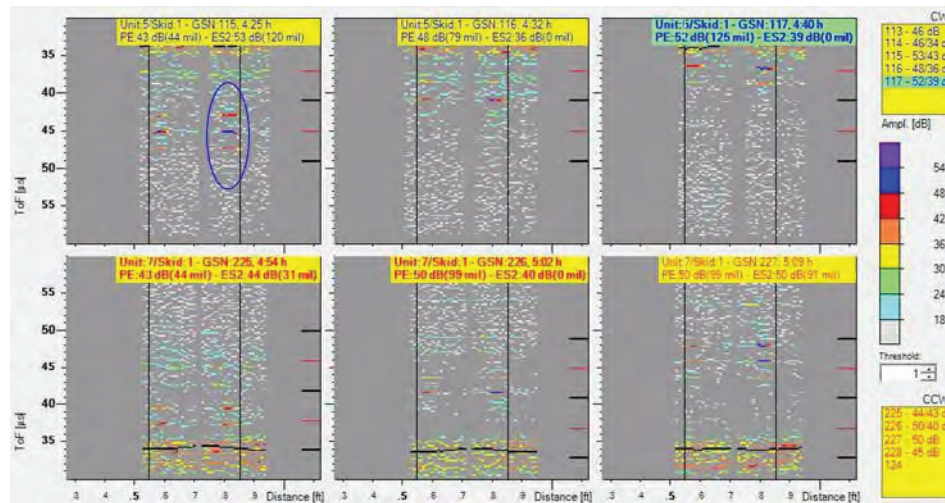 Unit:5/Skid:1 - GSN:115, 4:25 h
PE:43 dB(44 mil) - ES2:53 dB(120 mil)
Unit:5/Skid:1 - GSN:116, 4:32 h
PE:48 dB(79 mil) - ES2:36 dB(0 mil)
Unit:5/Skid:1 - GSN:117, 4:40 h
PE:52 dB(125 mil) - ES2:39 dB(0 mil)
CW
113 - 46 dB
114 - 46/34 d
115 - 53/43 d
116 - 48/36 d
117 - 52/39 d
35
40
45
50
55
ToF [µs]
Ampl. [dB]
54
48
42
36
30
24
18
Threshold:
1
Unit:7/Skid:1 - GSN:225, 4:54 h
PE:43 dB(44 mil) - ES2:44 dB(31 mil)
Unit:7/Skid:1 - GSN:226, 5:02 h
PE:50 dB(99 mil) - ES2:40 dB(0 mil)
Unit:7/Skid:1 - GSN:227, 5:09 h
PE:50 dB(99 mil) - ES2:50 dB(91 mil)
50
45
40
35
ToF [µs]
CCW
225 - 44/43 d
226 - 50/40 d
227 - 50 dB
228 - 45 dB
124
.3 .4 .5 .6 .7 .8 .9 Distance [ft]
.3 .4 .5 .6 .7 .8 .9 Distance [ft]
.3 .4 .5 .6 .7 .8 .9 Distance [ft]